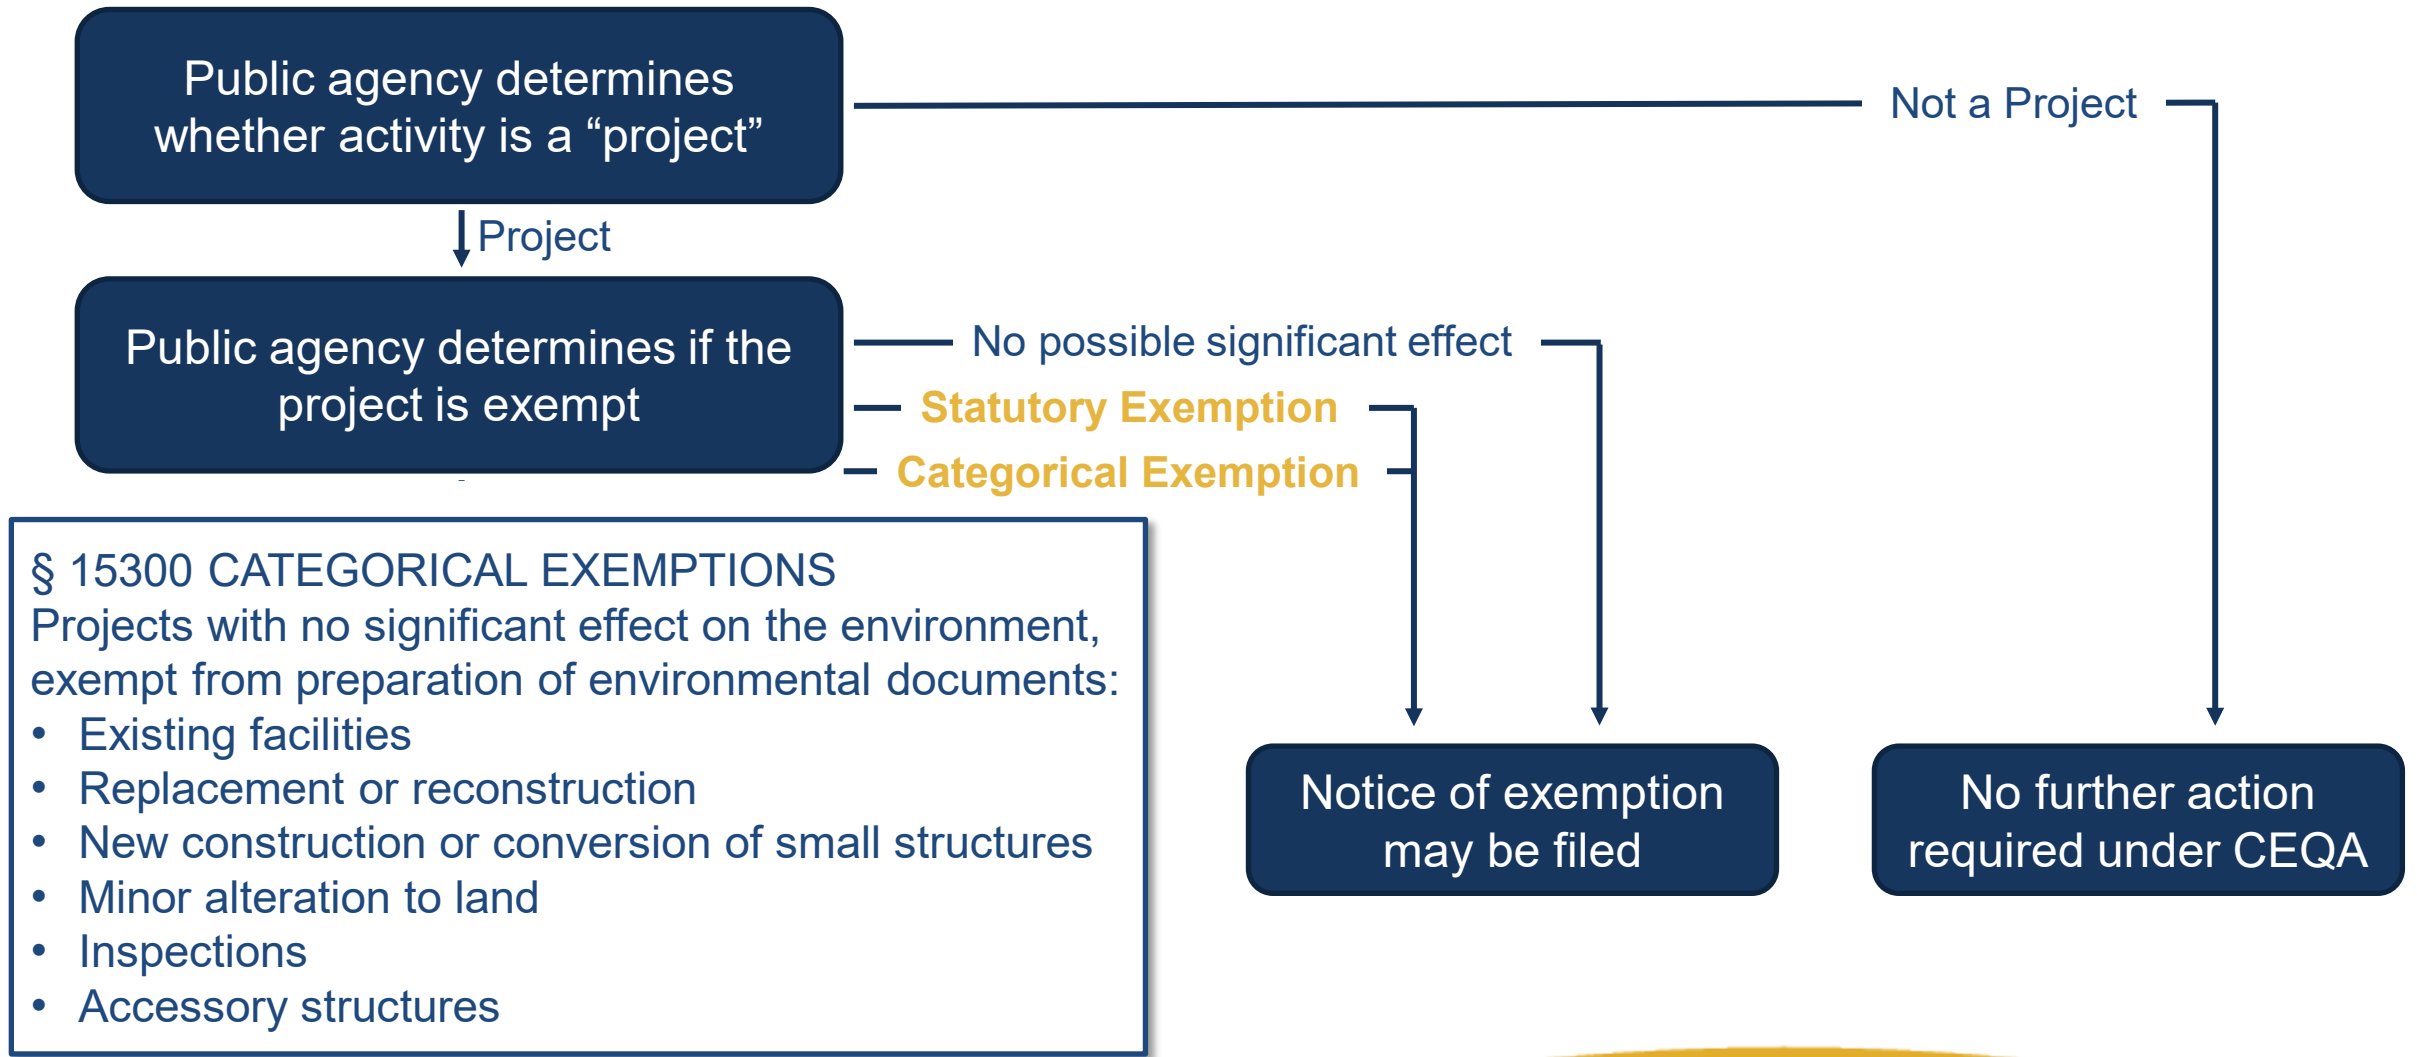 Public agency determines
whether activity is a “project”
Not a Project
Project
Public agency determines if the
project is exempt
No possible significant effect
Statutory Exemption
Categorical Exemption
§ 15300 CATEGORICAL EXEMPTIONS
Projects with no significant effect on the environment,
exempt from preparation of environmental documents:
• Existing facilities
• Replacement or reconstruction
• New construction or conversion of small structures
• Minor alteration to land
• Inspections
• Accessory structures
Notice of exemption
may be filed
No further action
required under CEQA